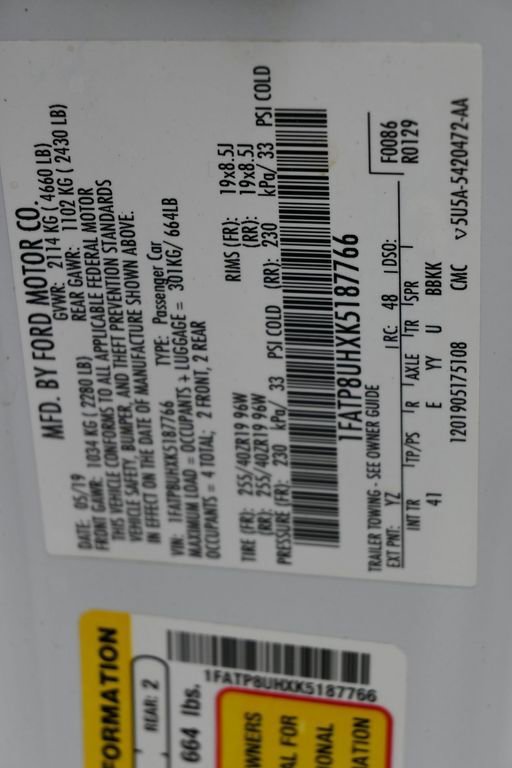 MFD. BY FORD MOTOR CO.
DATE: 05/19 GVWR: 2114 KG ( 4660 LB)
FRONT GAWR: 1034 KG ( 2280 LB) REAR GAWR: 1102 KG ( 2430 LB)
THIS VEHICLE CONFORMS TO ALL APPLICABLE FEDERAL MOTOR
VEHICLE SAFETY, BUMPER, AND THEFT PREVENTION STANDARDS
IN EFFECT ON THE DATE OF MANUFACTURE SHOWN ABOVE.
VIN: 1FATP8UHXK5187766 TYPE: Passenger Car
MAXIMUM LOAD = OCCUPANTS + LUGGAGE = 301KG/ 664LB
OCCUPANTS = 4 TOTAL; 2 FRONT, 2 REAR
TIRE (FR): 255/40ZR19 96W RIMS (FR): 19x8.5J
(RR): 255/40ZR19 96W (RR): 19x8.5J
PRESSURE (FR): 230 kPa/ 33 PSI COLD (RR): 230 kPa/ 33 PSI COLD
1FATP8UHXK5187766
TRAILER TOWING - SEE OWNER GUIDE F0086
EXT PNT: YZ RC: 48 DSO: R0129
INT TR TP/PS R AXLE TR SPR
41 E YY U BBKK
1201905175108 CMC v5U5A-5420472-AA
FORMATION
REAR: 2
664 lbs.
1FATP8UHXK5187766
WNERS
AL FOR
IONAL
ATION